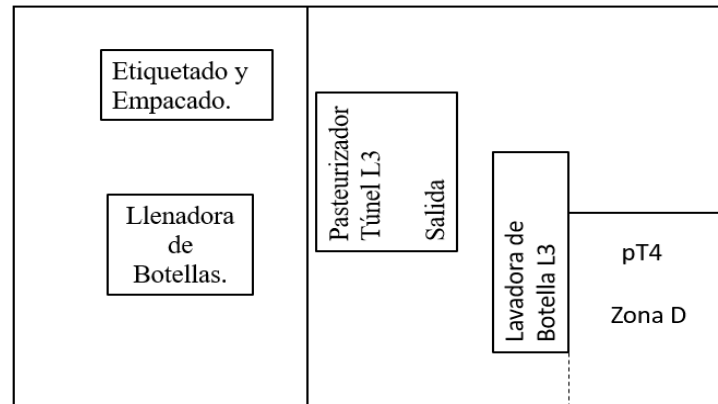 Etiquetado y
Empacado.
Llenadora
de
Botellas.
Pasteurizador
Túnel L3
Salida
Lavadora de
Botella L3
pT4
Zona D